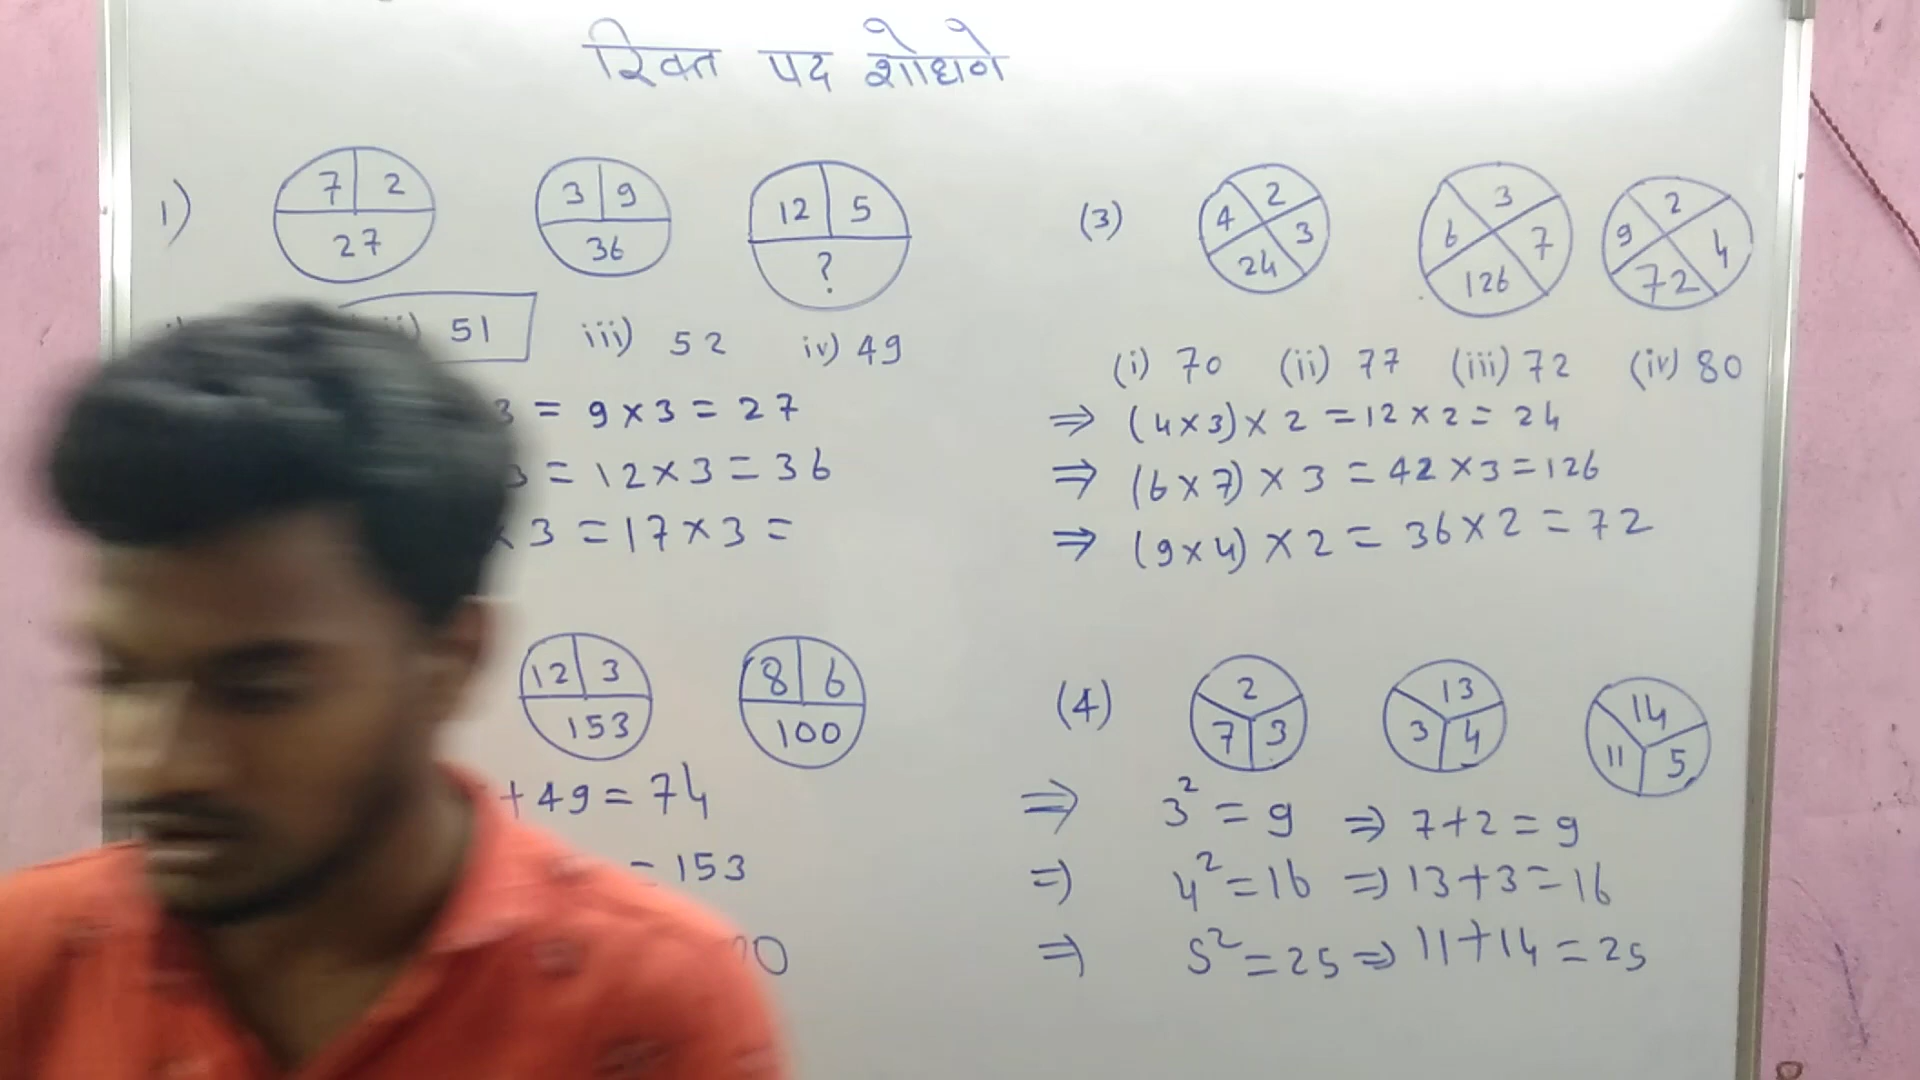 रिक्त पद शोधणे
1)
7 2
27
3 9
36
12 5
?
51 iii) 52 iv) 49
3 = 9 x 3 = 27
3 = 12 x 3 = 36
x 3 = 17 x 3 =
12 3
153
8 6
100
+ 49 = 74
= 153
00
(3)
2
4 3
24
3
6 7
126
2
9 4
72
(i) 70 (ii) 77 (iii) 72 (iv) 80
⇒ (4 x 3) x 2 = 12 x 2 = 24
⇒ (6 x 7) x 3 = 42 x 3 = 126
⇒ (9 x 4) x 2 = 36 x 2 = 72
(4)
2
7 3
13
3 4
14
11 5
⇒ 3² = 9 ⇒ 7 + 2 = 9
⇒ 4² = 16 ⇒ 13 + 3 = 16
⇒ 5² = 25 ⇒ 11 + 14 = 25